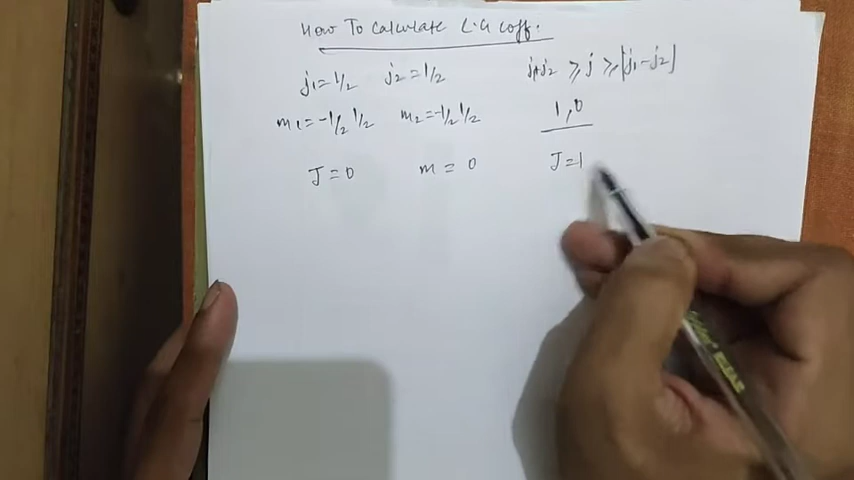 How To Calculate C.G coff.
j₁=1/2 j₂=1/2 j₁+j₂ ≥ j ≥ |j₁-j₂|
m₁=-1/2 1/2 m₂=-1/2 1/2 1,0
J=0 m=0 J=1